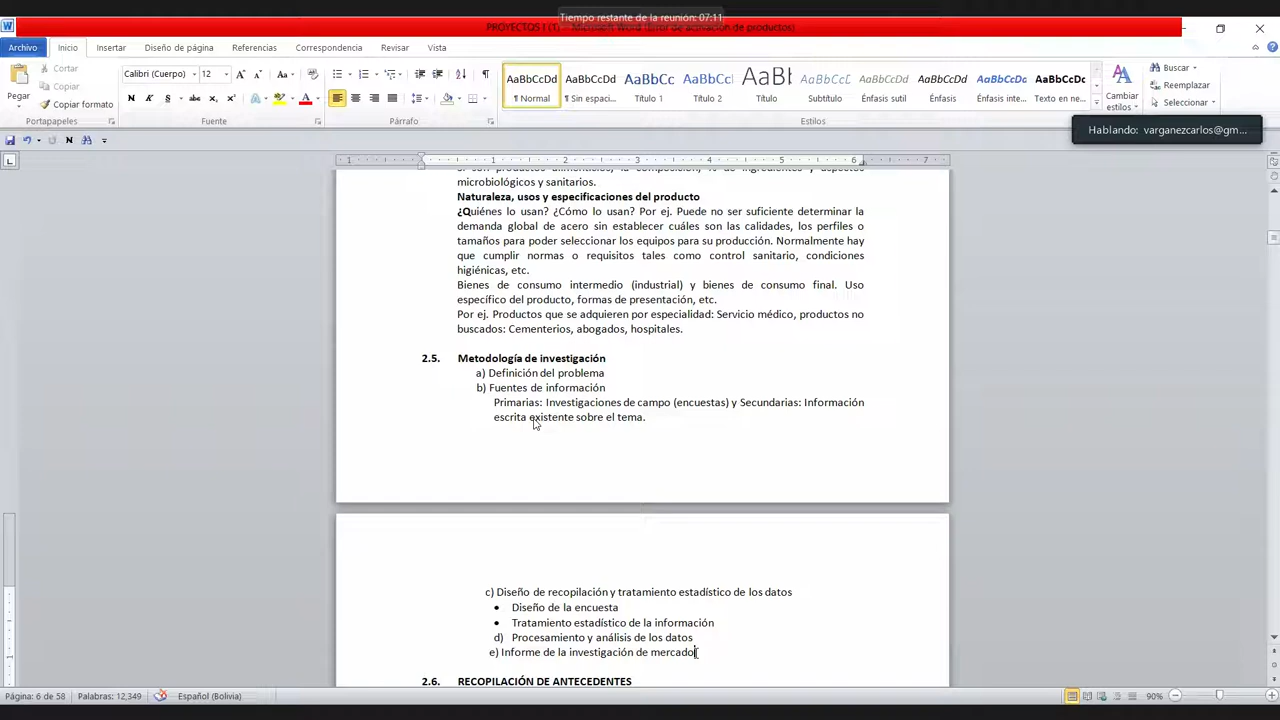 Tiempo restante de la reunión: 07:11
PROYECTOS I (1) - Microsoft Word (Error de activación de productos)
Archivo Inicio Insertar Diseño de página Referencias Correspondencia Revisar Vista
Pegar
Cortar
Copiar
Copiar formato
Portapapeles
Calibri (Cuerpo) 12
Fuente
Párrafo
AaBbCcDd AaBbCcDd AaBbCc AaBbCc AaBb AaBbCcI AaBbCcDd AaBbCcDd AaBbCcDd AaBbCcDc
¶ Normal ¶ Sin espaci... Título 1 Título 2 Título Subtítulo Énfasis sutil Énfasis Énfasis inte... Texto en ne...
Cambiar estilos
Estilos
Buscar
Reemplazar
Seleccionar
Hablando: varganezcarlos@gm...
microbiológicos y sanitarios.
Naturaleza, usos y especificaciones del producto
¿Quiénes lo usan? ¿Cómo lo usan? Por ej. Puede no ser suficiente determinar la
demanda global de acero sin establecer cuáles son las calidades, los perfiles o
tamaños para poder seleccionar los equipos para su producción. Normalmente hay
que cumplir normas o requisitos tales como control sanitario, condiciones
higiénicas, etc.
Bienes de consumo intermedio (industrial) y bienes de consumo final. Uso
específico del producto, formas de presentación, etc.
Por ej. Productos que se adquieren por especialidad: Servicio médico, productos no
buscados: Cementerios, abogados, hospitales.
2.5. Metodología de investigación
a) Definición del problema
b) Fuentes de información
Primarias: Investigaciones de campo (encuestas) y Secundarias: Información
escrita existente sobre el tema.
c) Diseño de recopilación y tratamiento estadístico de los datos
• Diseño de la encuesta
• Tratamiento estadístico de la información
d) Procesamiento y análisis de los datos
e) Informe de la investigación de mercado
2.6. RECOPILACIÓN DE ANTECEDENTES
Página: 6 de 58 Palabras: 12,349 Español (Bolivia) 90%